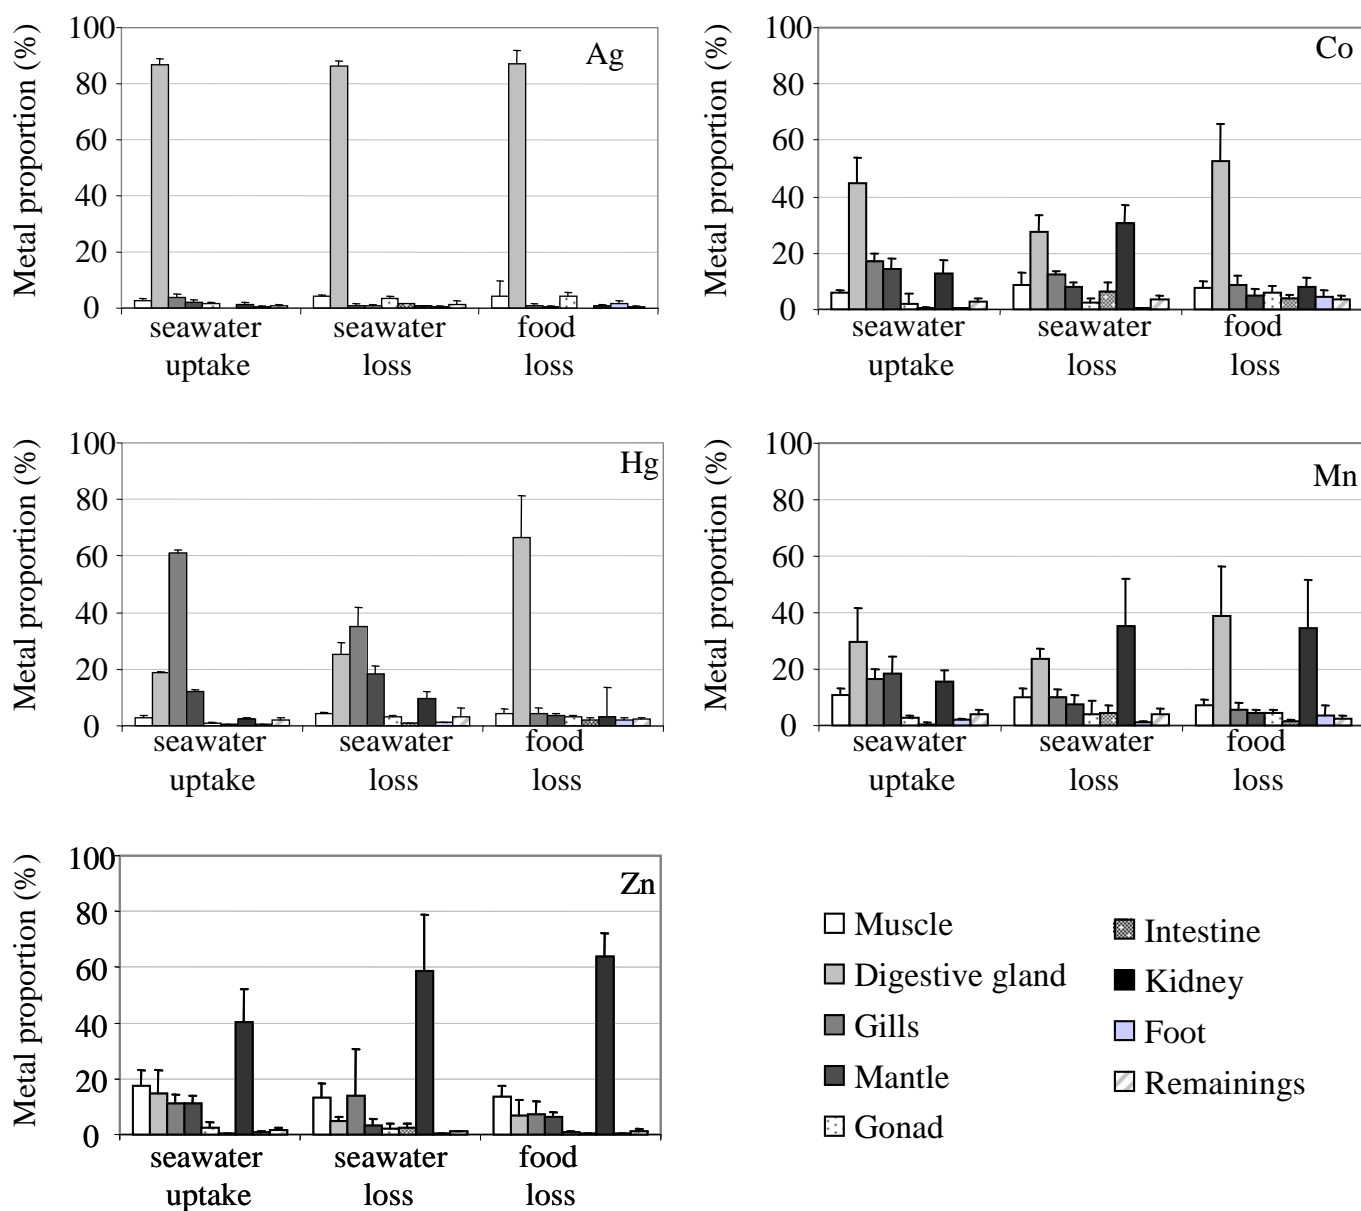 Metal proportion (%)
100
80
60
40
20
0
Ag
seawater
uptake
seawater
loss
food
loss
Metal proportion (%)
100
80
60
40
20
0
Co
seawater
uptake
seawater
loss
food
loss
Metal proportion (%)
100
80
60
40
20
0
Hg
seawater
uptake
seawater
loss
food
loss
Metal proportion (%)
100
80
60
40
20
0
Mn
seawater
uptake
seawater
loss
food
loss
Metal proportion (%)
100
80
60
40
20
0
Zn
seawater
uptake
seawater
loss
food
loss
Muscle
Digestive gland
Gills
Mantle
Gonad
Intestine
Kidney
Foot
Remainings